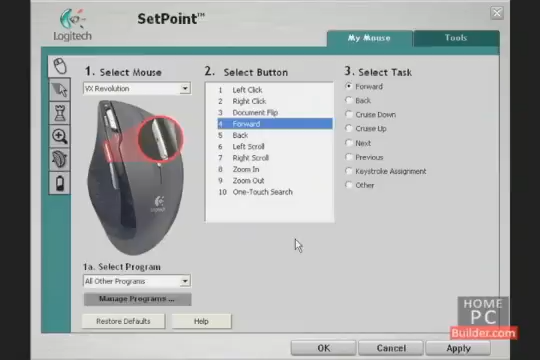 SetPoint™
Logitech
My Mouse
Tools
1. Select Mouse
VX Revolution
2. Select Button
1 Left Click
2 Right Click
3 Document Flip
4 Forward
5 Back
6 Left Scroll
7 Right Scroll
8 Zoom In
9 Zoom Out
10 One-Touch Search
3. Select Task
Forward
Back
Cruise Down
Cruise Up
Next
Previous
Keystroke Assignment
Other
1a. Select Program
All Other Programs
Manage Programs ...
Restore Defaults
Help
OK
Cancel
Apply
HOME
PC
Builder.com